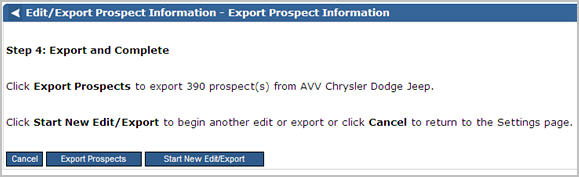 Edit/Export Prospect Information - Export Prospect Information
Step 4: Export and Complete
Click Export Prospects to export 390 prospect(s) from AVV Chrysler Dodge Jeep.
Click Start New Edit/Export to begin another edit or export or click Cancel to return to the Settings page.
Cancel Export Prospects Start New Edit/Export